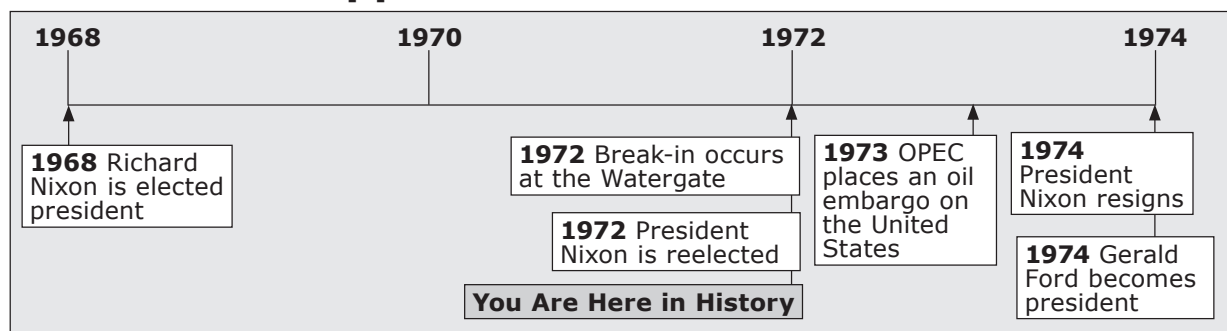 1968
1970
1972
1974
1968 Richard
Nixon is elected
president
1972 Break-in occurs
at the Watergate
1972 President
Nixon is reelected
You Are Here in History
1973 OPEC
places an oil
embargo on
the United
States
1974
President
Nixon resigns
1974 Gerald
Ford becomes
president